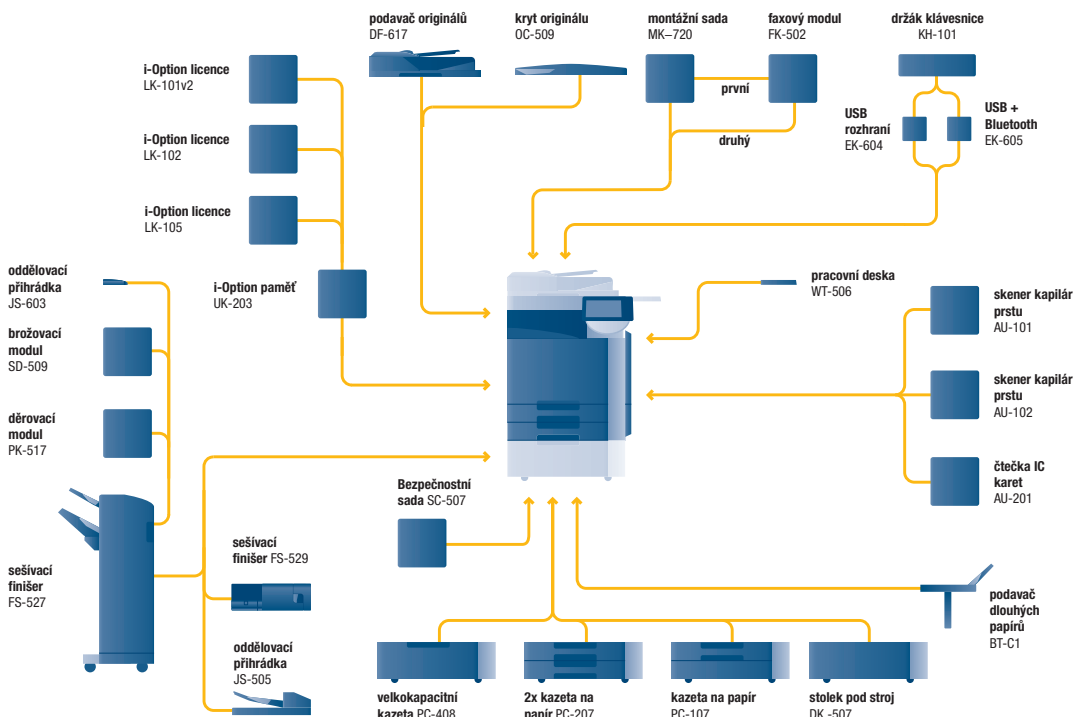 podavač originálů
DF-617
kryt originálu
OC-509
montážní sada
MK–720
faxový modul
FK-502
držák klávesnice
KH-101
i-Option licence
LK-101v2
první
USB
rozhraní
EK-604
USB +
Bluetooth
EK-605
druhý
i-Option licence
LK-102
i-Option licence
LK-105
oddělovací
přihrádka
JS-603
i-Option paměť
UK-203
pracovní deska
WT-506
skener kapilár
prstu
AU-101
brožovací
modul
SD-509
skener kapilár
prstu
AU-102
děrovací
modul
PK-517
čtečka IC
karet
AU-201
Bezpečnostní
sada SC-507
sešívací
finišer
FS-527
sešívací
finišer FS-529
podavač
dlouhých
papírů
BT-C1
oddělovací
přihrádka
JS-505
velkokapacitní
kazeta PC-408
2x kazeta na
papír PC-207
kazeta na papír
PC-107
stolek pod stroj
DK -507